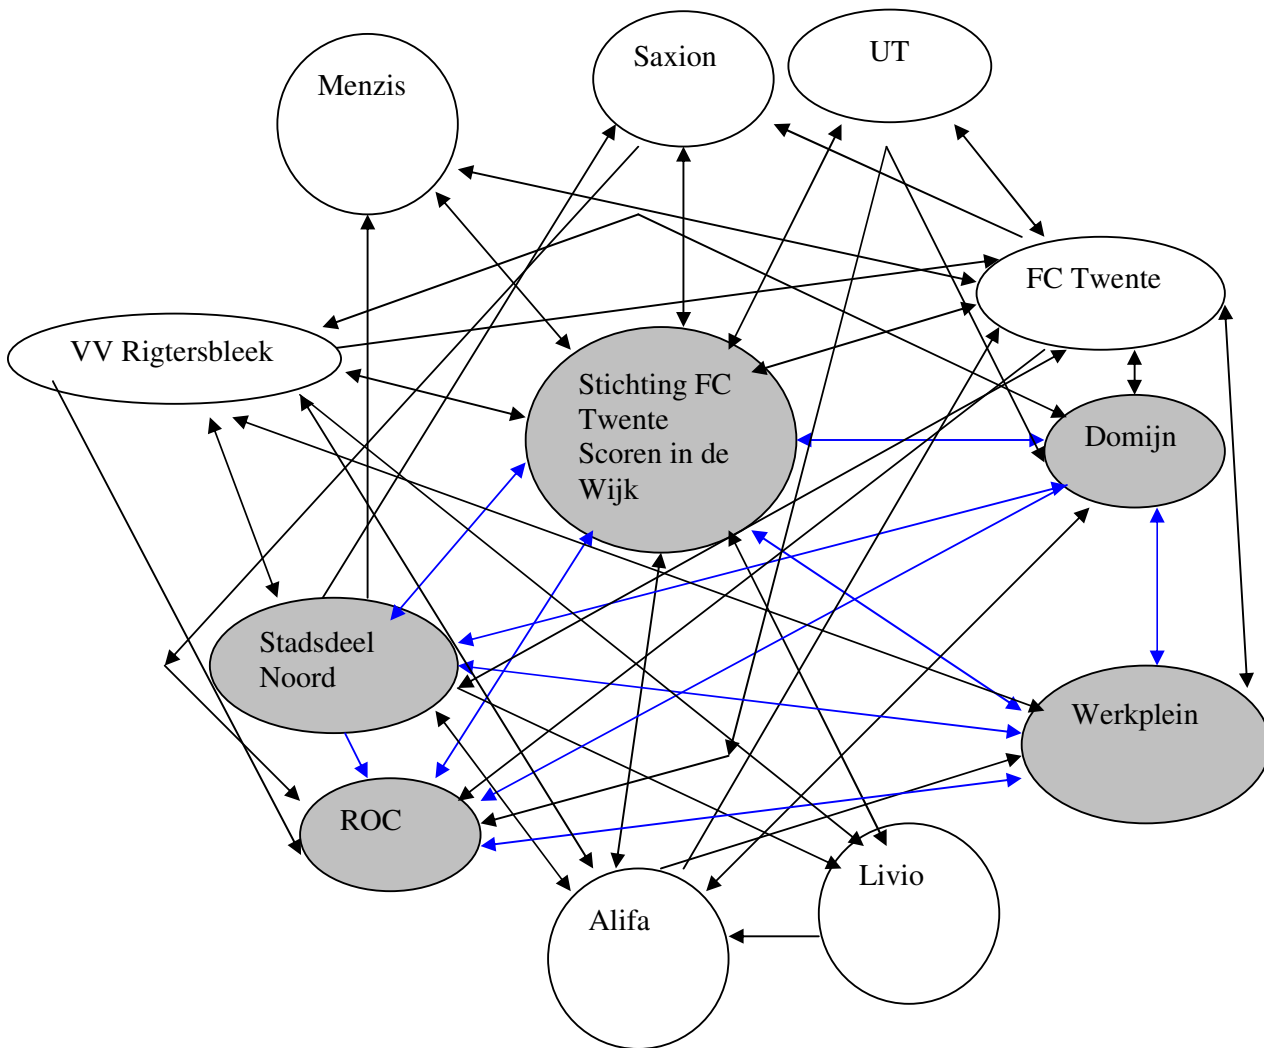 Saxion
UT
Menzis
FC Twente
VV Rigtersbleek
Stichting FC
Twente
Scoren in de
Wijk
Domijn
Stadsdeel
Noord
Werkplein
ROC
Livio
Alifa